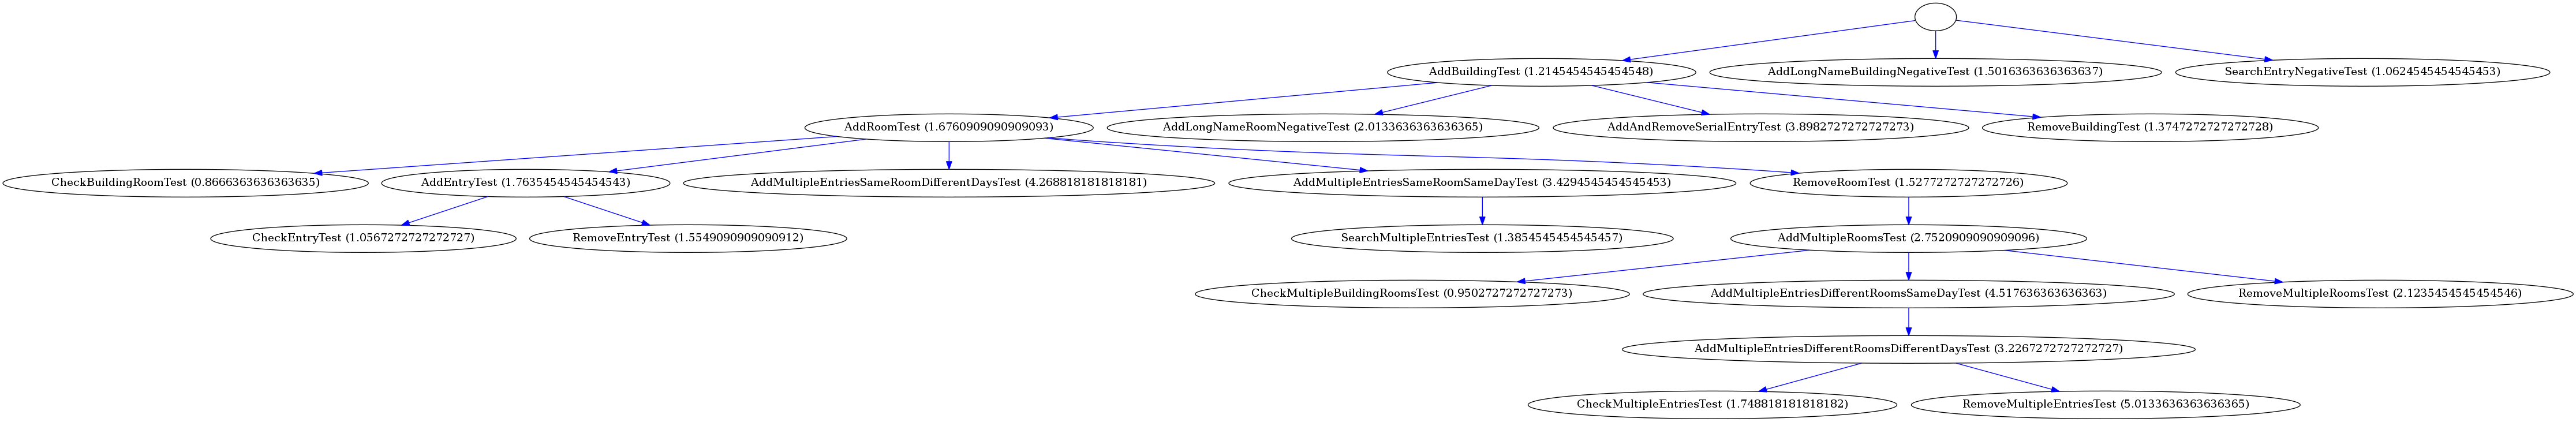 AddBuildingTest (1.2145454545454548)
AddLongNameBuildingNegativeTest (1.5016363636363637)
SearchEntryNegativeTest (1.0624545454545453)
AddRoomTest (1.6760909090909093)
AddLongNameRoomNegativeTest (2.0133636363636365)
AddAndRemoveSerialEntryTest (3.8982727272727273)
RemoveBuildingTest (1.3747272727272728)
CheckBuildingRoomTest (0.8666363636363635)
AddEntryTest (1.7635454545454543)
AddMultipleEntriesSameRoomDifferentDaysTest (4.268818181818181)
AddMultipleEntriesSameRoomSameDayTest (3.4294545454545453)
RemoveRoomTest (1.5277272727272726)
CheckEntryTest (1.0567272727272727)
RemoveEntryTest (1.5549090909090912)
SearchMultipleEntriesTest (1.3854545454545457)
AddMultipleRoomsTest (2.7520909090909096)
CheckMultipleBuildingRoomsTest (0.9502727272727273)
AddMultipleEntriesDifferentRoomsSameDayTest (4.517636363636363)
RemoveMultipleRoomsTest (2.1235454545454546)
AddMultipleEntriesDifferentRoomsDifferentDaysTest (3.2267272727272727)
CheckMultipleEntriesTest (1.748818181818182)
RemoveMultipleEntriesTest (5.0133636363636365)